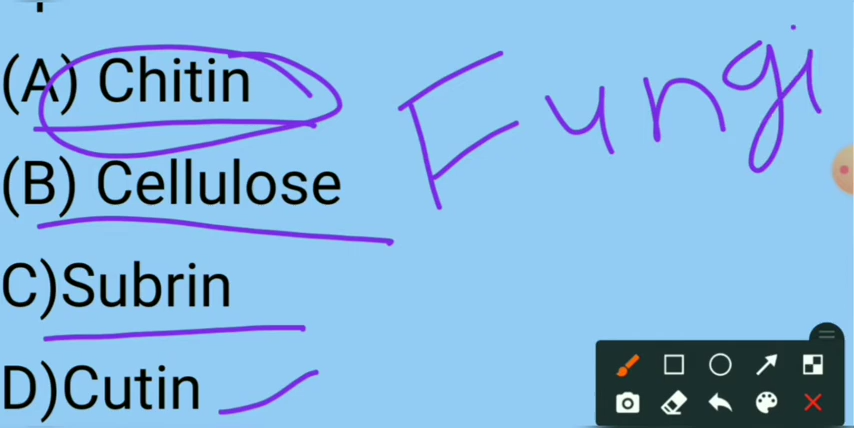 (A) Chitin
Fungi
(B) Cellulose
C)Subrin
D)Cutin